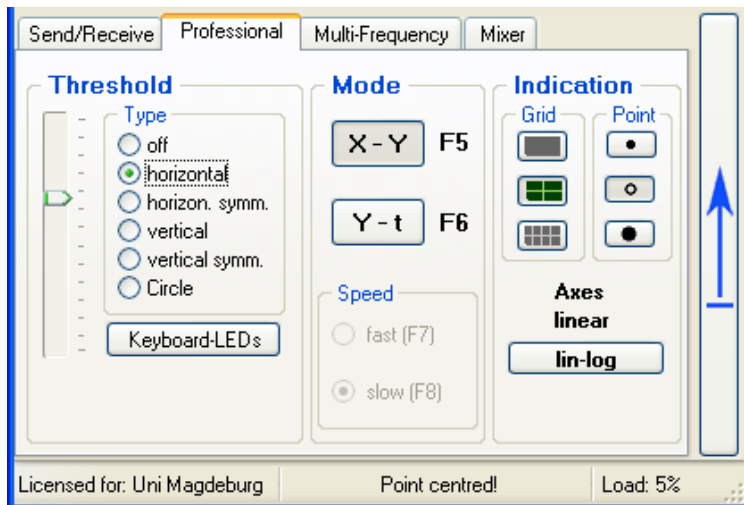 Send/Receive
Professional
Multi-Frequency
Mixer
Threshold
Type
off
horizontal
horizon. symm.
vertical
vertical symm.
Circle
Keyboard-LEDs
Mode
X - Y F5
Y - t F6
Speed
fast (F7)
slow (F8)
Indication
Grid
Point
Axes
linear
lin-log
Licensed for: Uni Magdeburg
Point centred!
Load: 5%